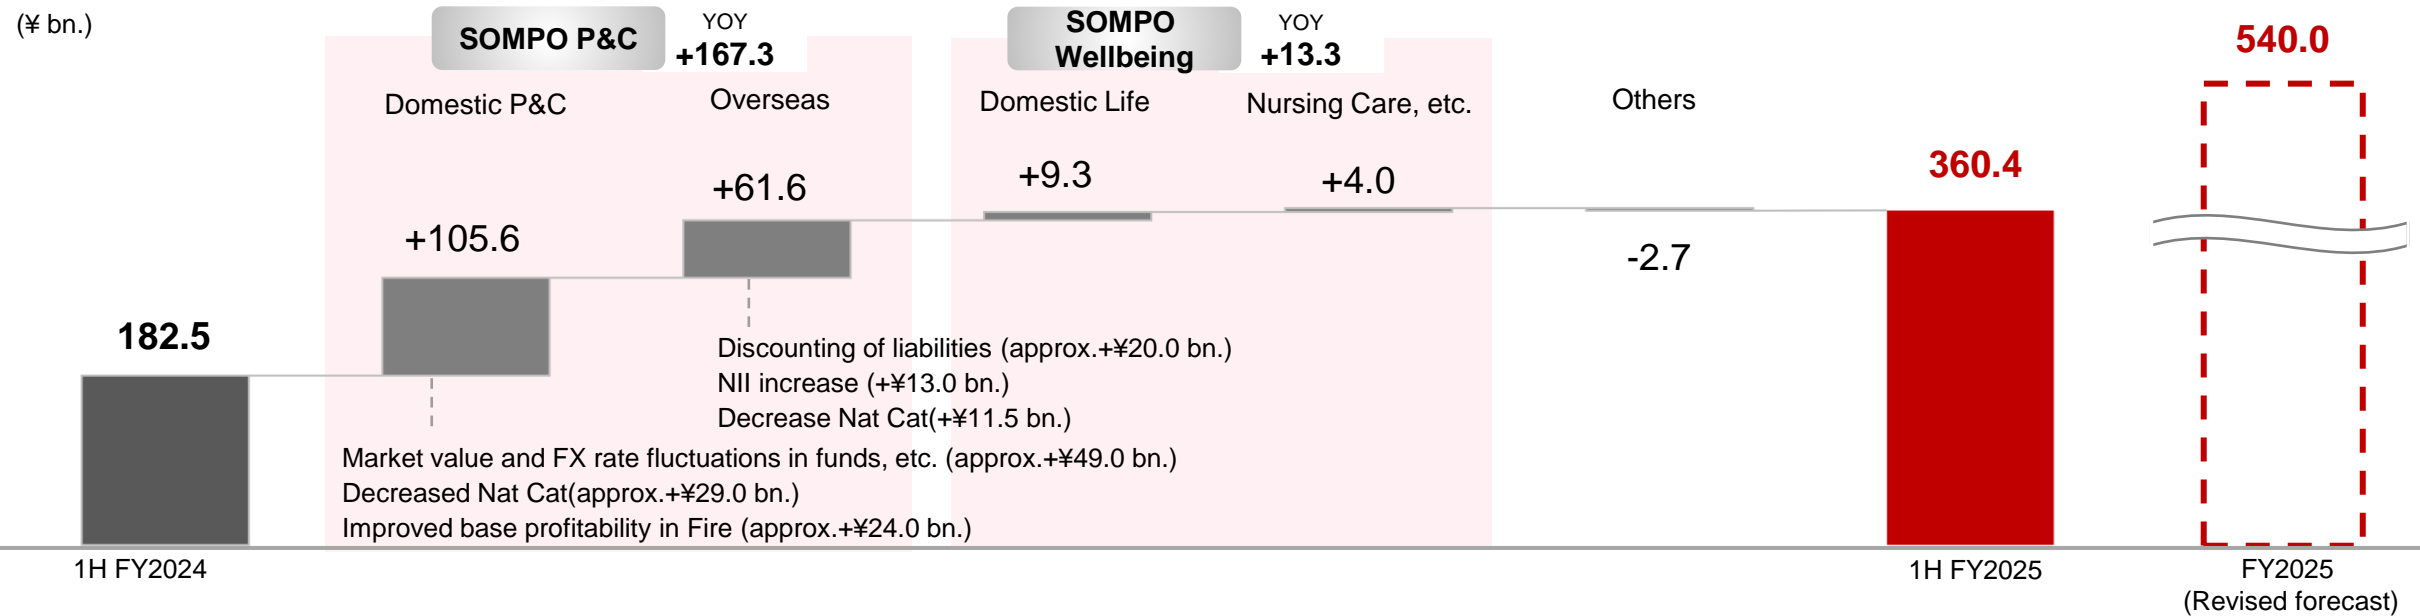 (¥ bn.)
SOMPO P&C
YOY
+167.3
SOMPO
Wellbeing
YOY
+13.3
540.0
Domestic P&C
Overseas
Domestic Life
Nursing Care, etc.
Others
182.5
+105.6
+61.6
+9.3
+4.0
-2.7
360.4
Discounting of liabilities (approx.+¥20.0 bn.)
NII increase (+¥13.0 bn.)
Decrease Nat Cat(+¥11.5 bn.)
Market value and FX rate fluctuations in funds, etc. (approx.+¥49.0 bn.)
Decreased Nat Cat(approx.+¥29.0 bn.)
Improved base profitability in Fire (approx.+¥24.0 bn.)
1H FY2024
1H FY2025
FY2025
(Revised forecast)